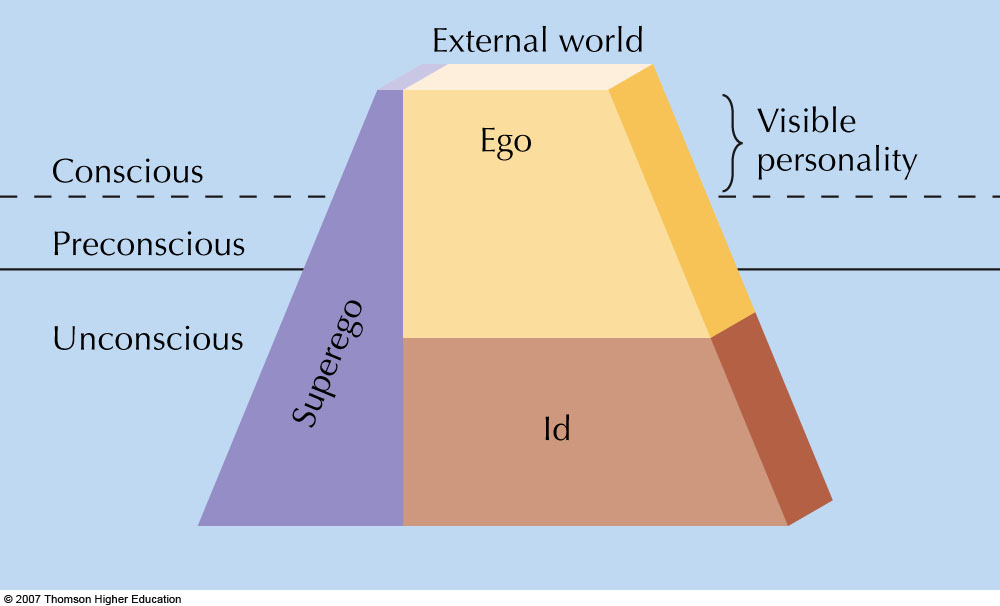 External world
Ego
Visible
personality
Conscious
Preconscious
Unconscious
Superego
Id
© 2007 Thomson Higher Education